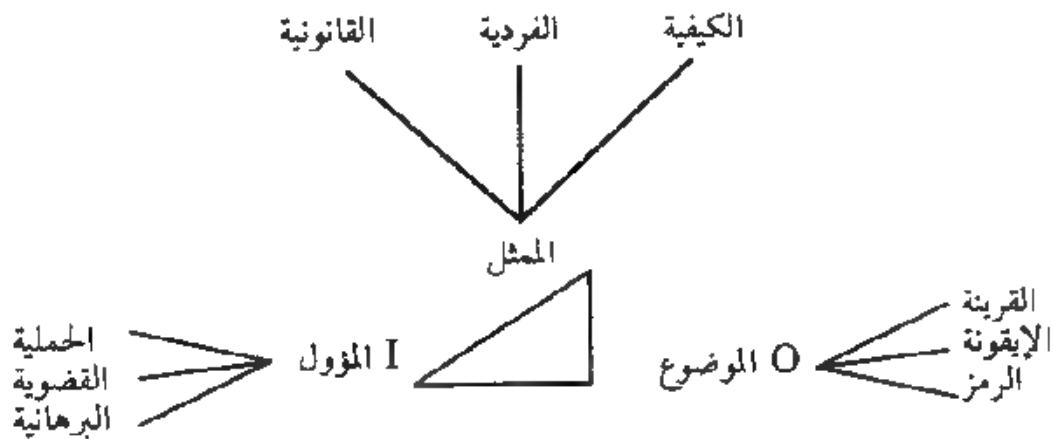 الكيفية
الفردية
القانونية
الممثل
القرينة
الإيقونة
الرمز
O الموضوع
I المؤول
الحملية
القضوية
البرهانية